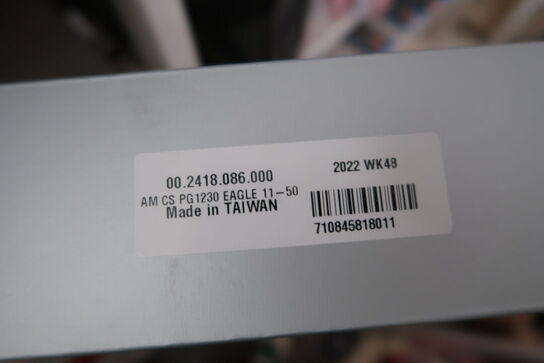 00.2418.086.000
2022 WK48
AM CS PG1230 EAGLE 11-50
Made in TAIWAN
710845818011